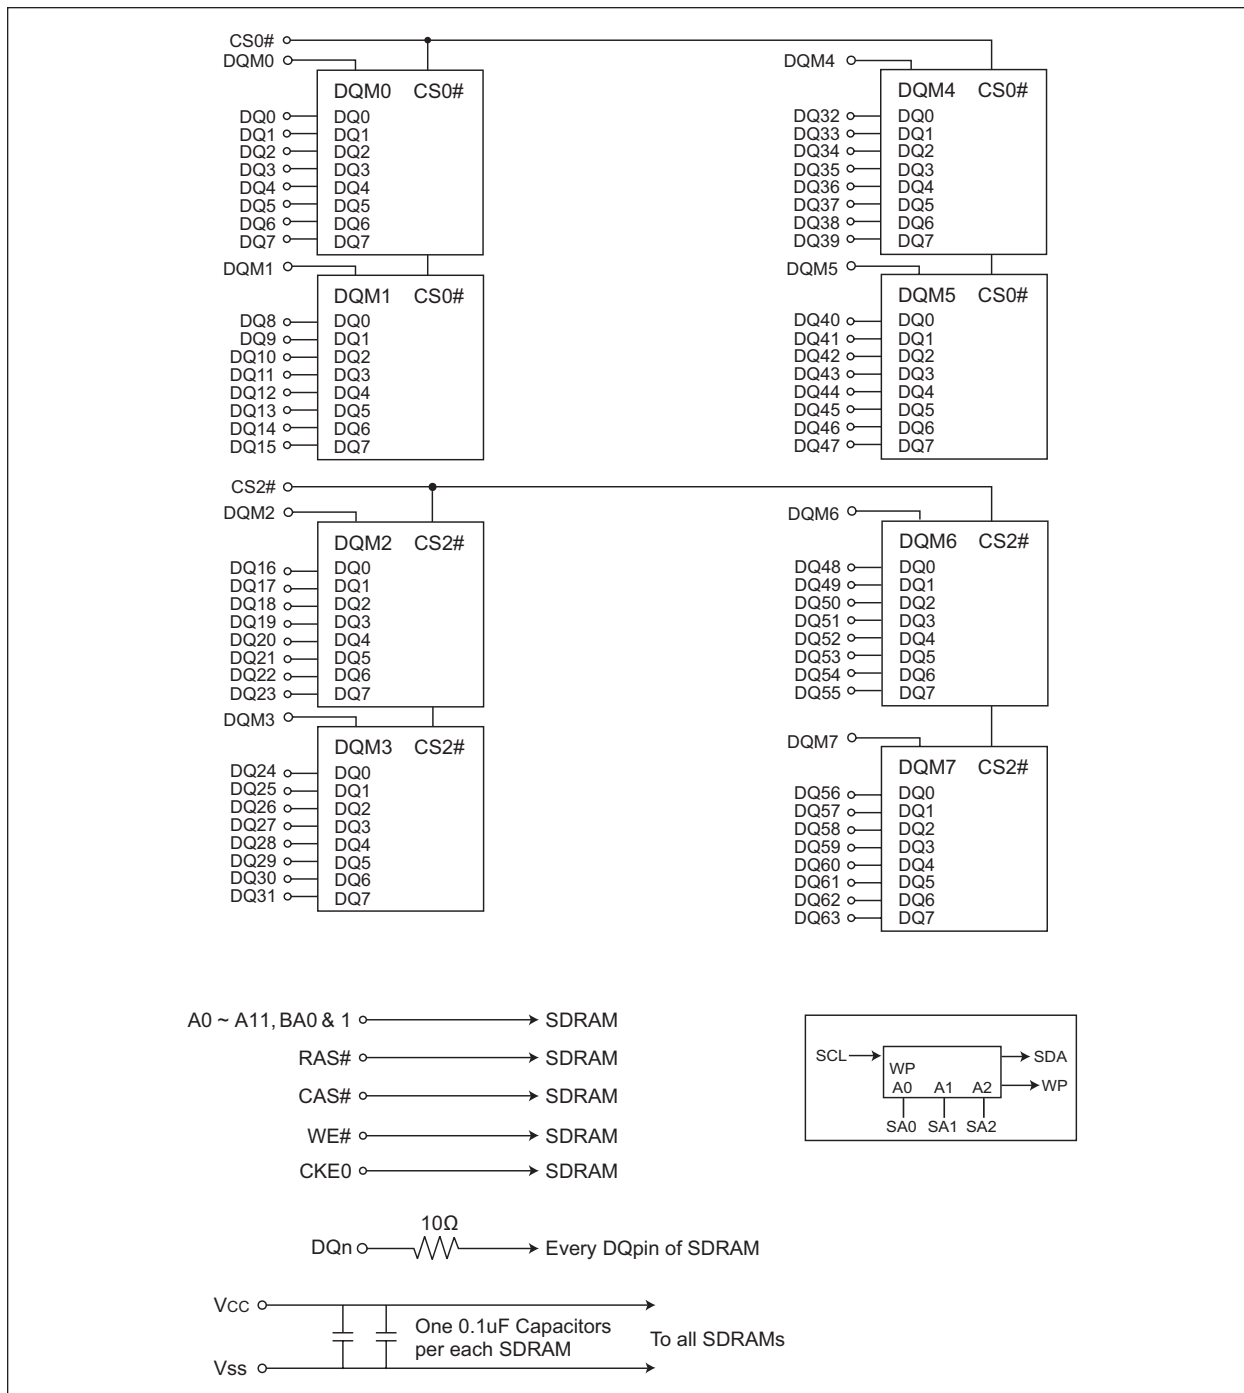 CS0#
DQM0
DQM0 CS0#
DQ0 DQ0
DQ1 DQ1
DQ2 DQ2
DQ3 DQ3
DQ4 DQ4
DQ5 DQ5
DQ6 DQ6
DQ7 DQ7
DQM1
DQM1 CS0#
DQ8 DQ0
DQ9 DQ1
DQ10 DQ2
DQ11 DQ3
DQ12 DQ4
DQ13 DQ5
DQ14 DQ6
DQ15 DQ7
DQM4
DQM4 CS0#
DQ32 DQ0
DQ33 DQ1
DQ34 DQ2
DQ35 DQ3
DQ36 DQ4
DQ37 DQ5
DQ38 DQ6
DQ39 DQ7
DQM5
DQM5 CS0#
DQ40 DQ0
DQ41 DQ1
DQ42 DQ2
DQ43 DQ3
DQ44 DQ4
DQ45 DQ5
DQ46 DQ6
DQ47 DQ7
CS2#
DQM2
DQM2 CS2#
DQ16 DQ0
DQ17 DQ1
DQ18 DQ2
DQ19 DQ3
DQ20 DQ4
DQ21 DQ5
DQ22 DQ6
DQ23 DQ7
DQM3
DQM3 CS2#
DQ24 DQ0
DQ25 DQ1
DQ26 DQ2
DQ27 DQ3
DQ28 DQ4
DQ29 DQ5
DQ30 DQ6
DQ31 DQ7
DQM6
DQM6 CS2#
DQ48 DQ0
DQ49 DQ1
DQ50 DQ2
DQ51 DQ3
DQ52 DQ4
DQ53 DQ5
DQ54 DQ6
DQ55 DQ7
DQM7
DQM7 CS2#
DQ56 DQ0
DQ57 DQ1
DQ58 DQ2
DQ59 DQ3
DQ60 DQ4
DQ61 DQ5
DQ62 DQ6
DQ63 DQ7
A0 ~ A11, BA0 & 1 SDRAM
RAS# SDRAM
CAS# SDRAM
WE# SDRAM
CKE0 SDRAM
SCL SDA
WP WP
A0 A1 A2
SA0 SA1 SA2
10Ω
DQn Every DQpin of SDRAM
Vcc
One 0.1uF Capacitors
per each SDRAM
To all SDRAMs
Vss